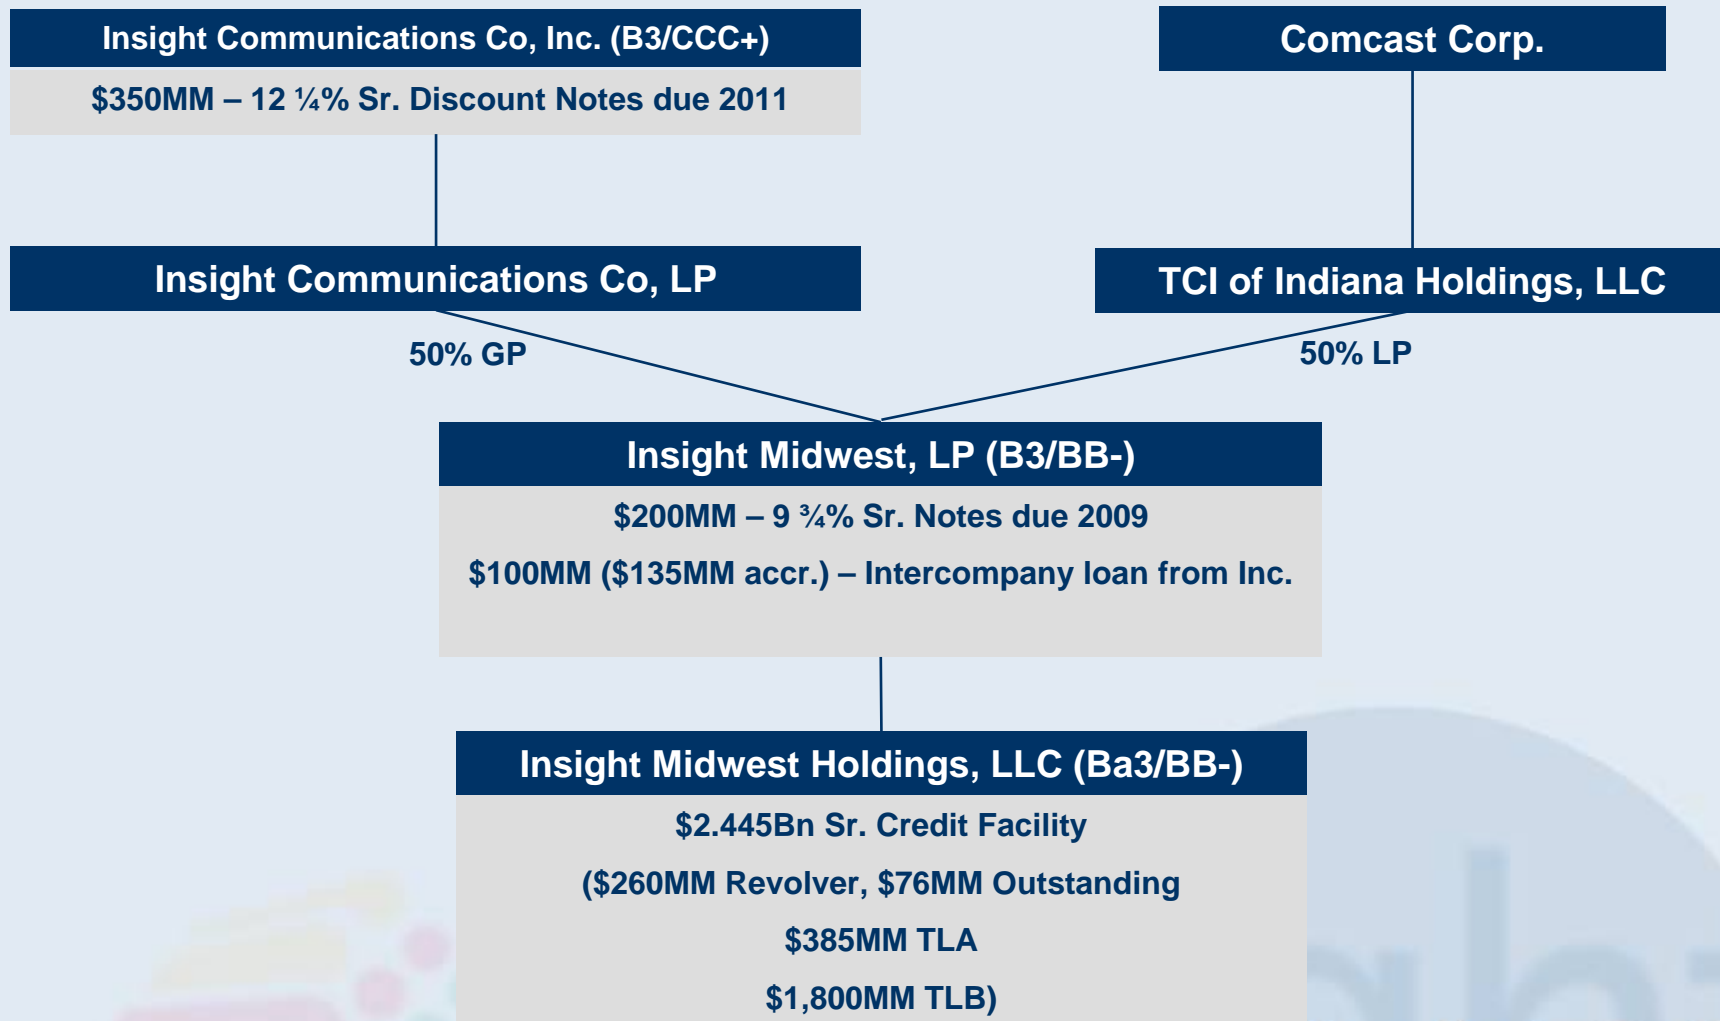 Insight Communications Co, Inc. (B3/CCC+)
$350MM – 12 ¼% Sr. Discount Notes due 2011
Comcast Corp.
Insight Communications Co, LP
TCI of Indiana Holdings, LLC
50% GP
50% LP
Insight Midwest, LP (B3/BB-)
$200MM – 9 ¾% Sr. Notes due 2009
$100MM ($135MM accr.) – Intercompany loan from Inc.
Insight Midwest Holdings, LLC (Ba3/BB-)
$2.445Bn Sr. Credit Facility
($260MM Revolver, $76MM Outstanding
$385MM TLA
$1,800MM TLB)